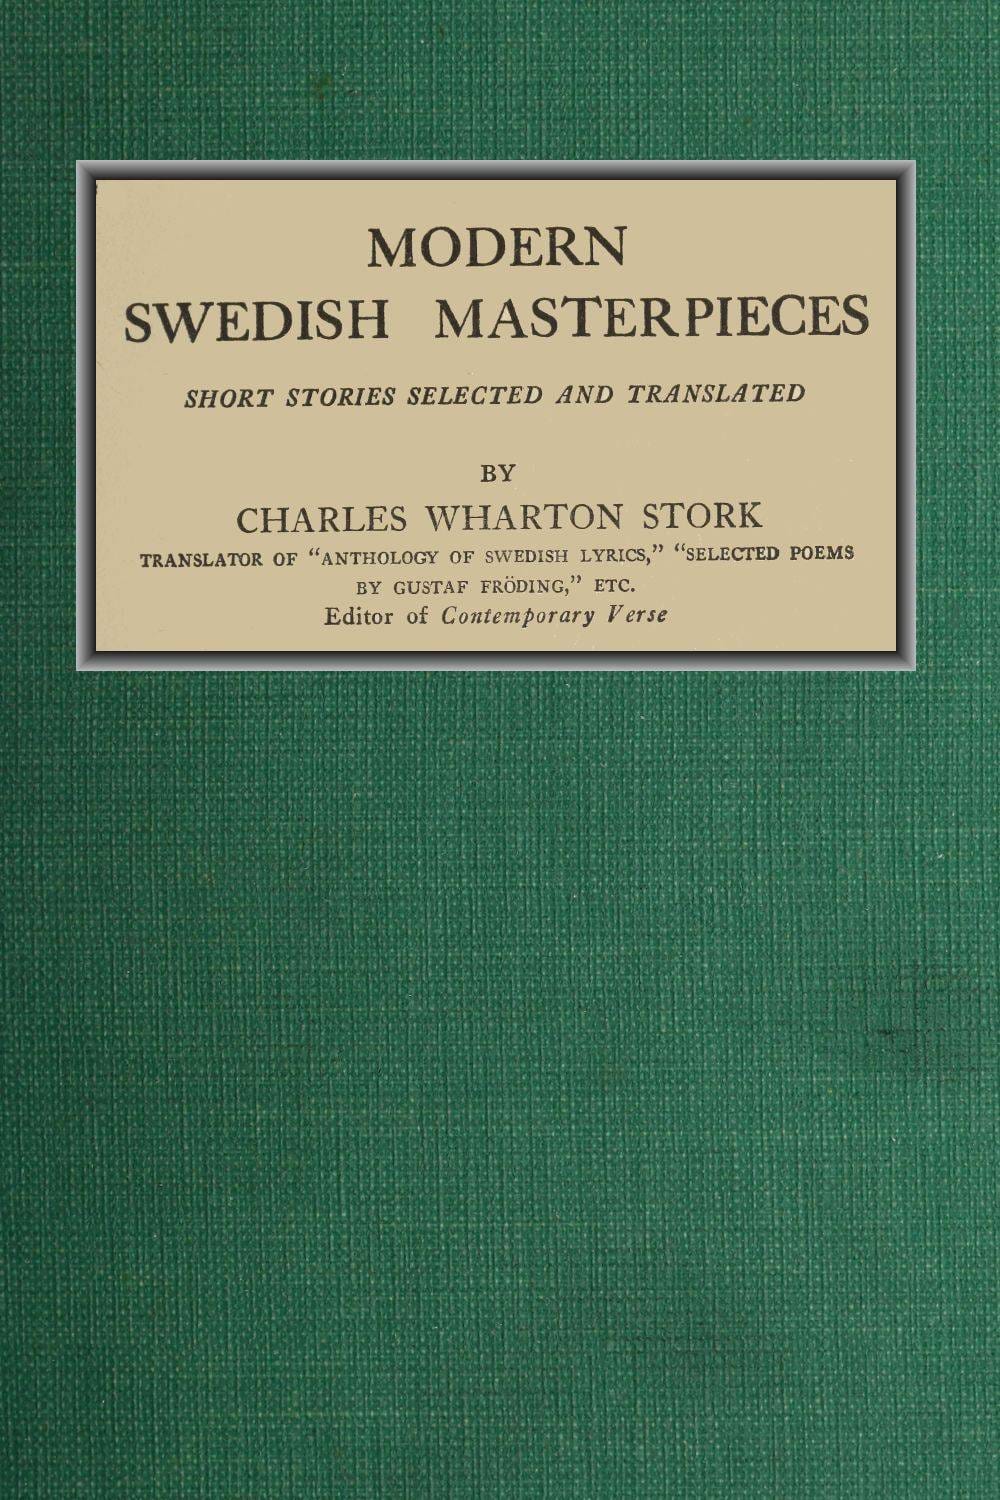 MODERN
SWEDISH MASTERPIECES
SHORT STORIES SELECTED AND TRANSLATED
BY
CHARLES WHARTON STORK
TRANSLATOR OF “ANTHOLOGY OF SWEDISH LYRICS,” “SELECTED POEMS
BY GUSTAF FRÖDING,” ETC.
Editor of Contemporary Verse